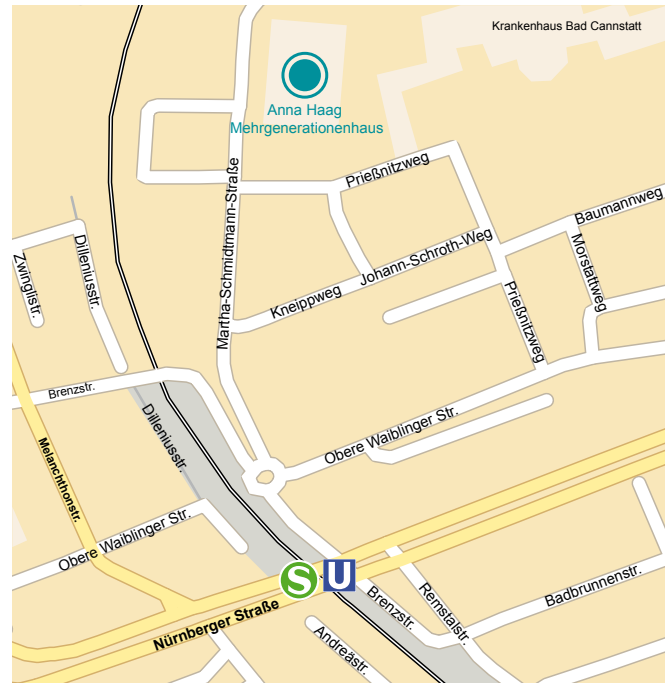 Krankenhaus Bad Cannstatt
Anna Haag
Mehrgenerationenhaus
Prießnitzweg
Martha-Schmidtmann-Straße
Baumannweg
Zwinglistr.
Dilleniusstr.
Johann-Schroth-Weg
Morstattweg
Kneippweg
Prießnitzweg
Brenzstr.
Dilleniusstr.
Obere Waiblinger Str.
Melanchthonstr.
Obere Waiblinger Str.
S
U
Nürnberger Straße
Brenzstr.
Remstalstr.
Badbrunnenstr.
Andreästr.